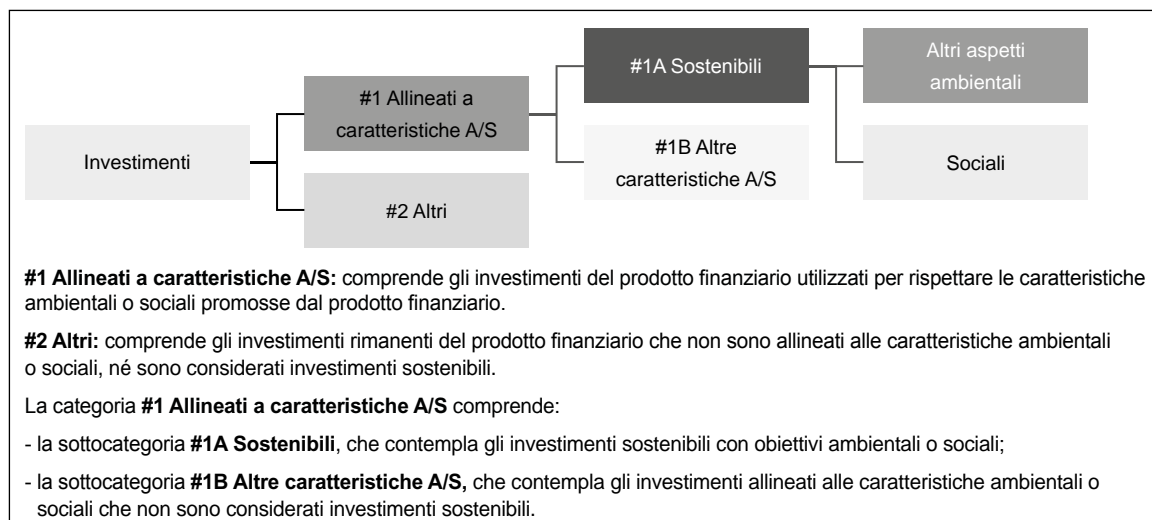 #1A Sostenibili
Altri aspetti
ambientali
#1 Allineati a
caratteristiche A/S
Investimenti
#1B Altre
caratteristiche A/S
Sociali
#2 Altri
#1 Allineati a caratteristiche A/S: comprende gli investimenti del prodotto finanziario utilizzati per rispettare le caratteristiche
ambientali o sociali promosse dal prodotto finanziario.
#2 Altri: comprende gli investimenti rimanenti del prodotto finanziario che non sono allineati alle caratteristiche ambientali
o sociali, né sono considerati investimenti sostenibili.
La categoria #1 Allineati a caratteristiche A/S comprende:
- la sottocategoria #1A Sostenibili, che contempla gli investimenti sostenibili con obiettivi ambientali o sociali;
- la sottocategoria #1B Altre caratteristiche A/S, che contempla gli investimenti allineati alle caratteristiche ambientali o
sociali che non sono considerati investimenti sostenibili.